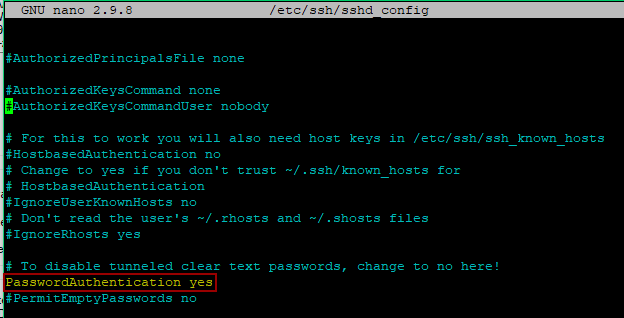 GNU nano 2.9.8 /etc/ssh/sshd_config
#AuthorizedPrincipalsFile none
#AuthorizedKeysCommand none
#AuthorizedKeysCommandUser nobody
# For this to work you will also need host keys in /etc/ssh/ssh_known_hosts
#HostbasedAuthentication no
# Change to yes if you don't trust ~/.ssh/known_hosts for
# HostbasedAuthentication
#IgnoreUserKnownHosts no
# Don't read the user's ~/.rhosts and ~/.shosts files
#IgnoreRhosts yes
# To disable tunneled clear text passwords, change to no here!
PasswordAuthentication yes
#PermitEmptyPasswords no